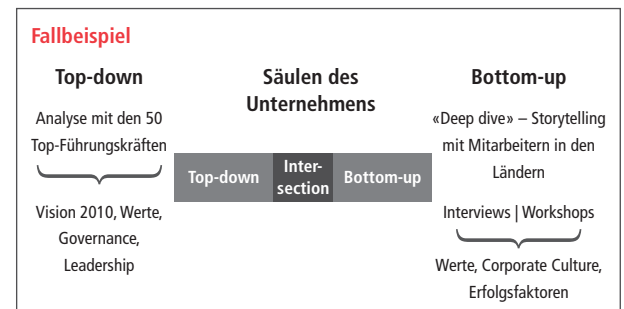 Fallbeispiel
Top-down
Analyse mit den 50
Top-Führungskräften
Vision 2010, Werte,
Governance,
Leadership
Säulen des
Unternehmens
Top-down
Inter-
section
Bottom-up
Bottom-up
«Deep dive» – Storytelling
mit Mitarbeitern in den
Ländern
Interviews | Workshops
Werte, Corporate Culture,
Erfolgsfaktoren